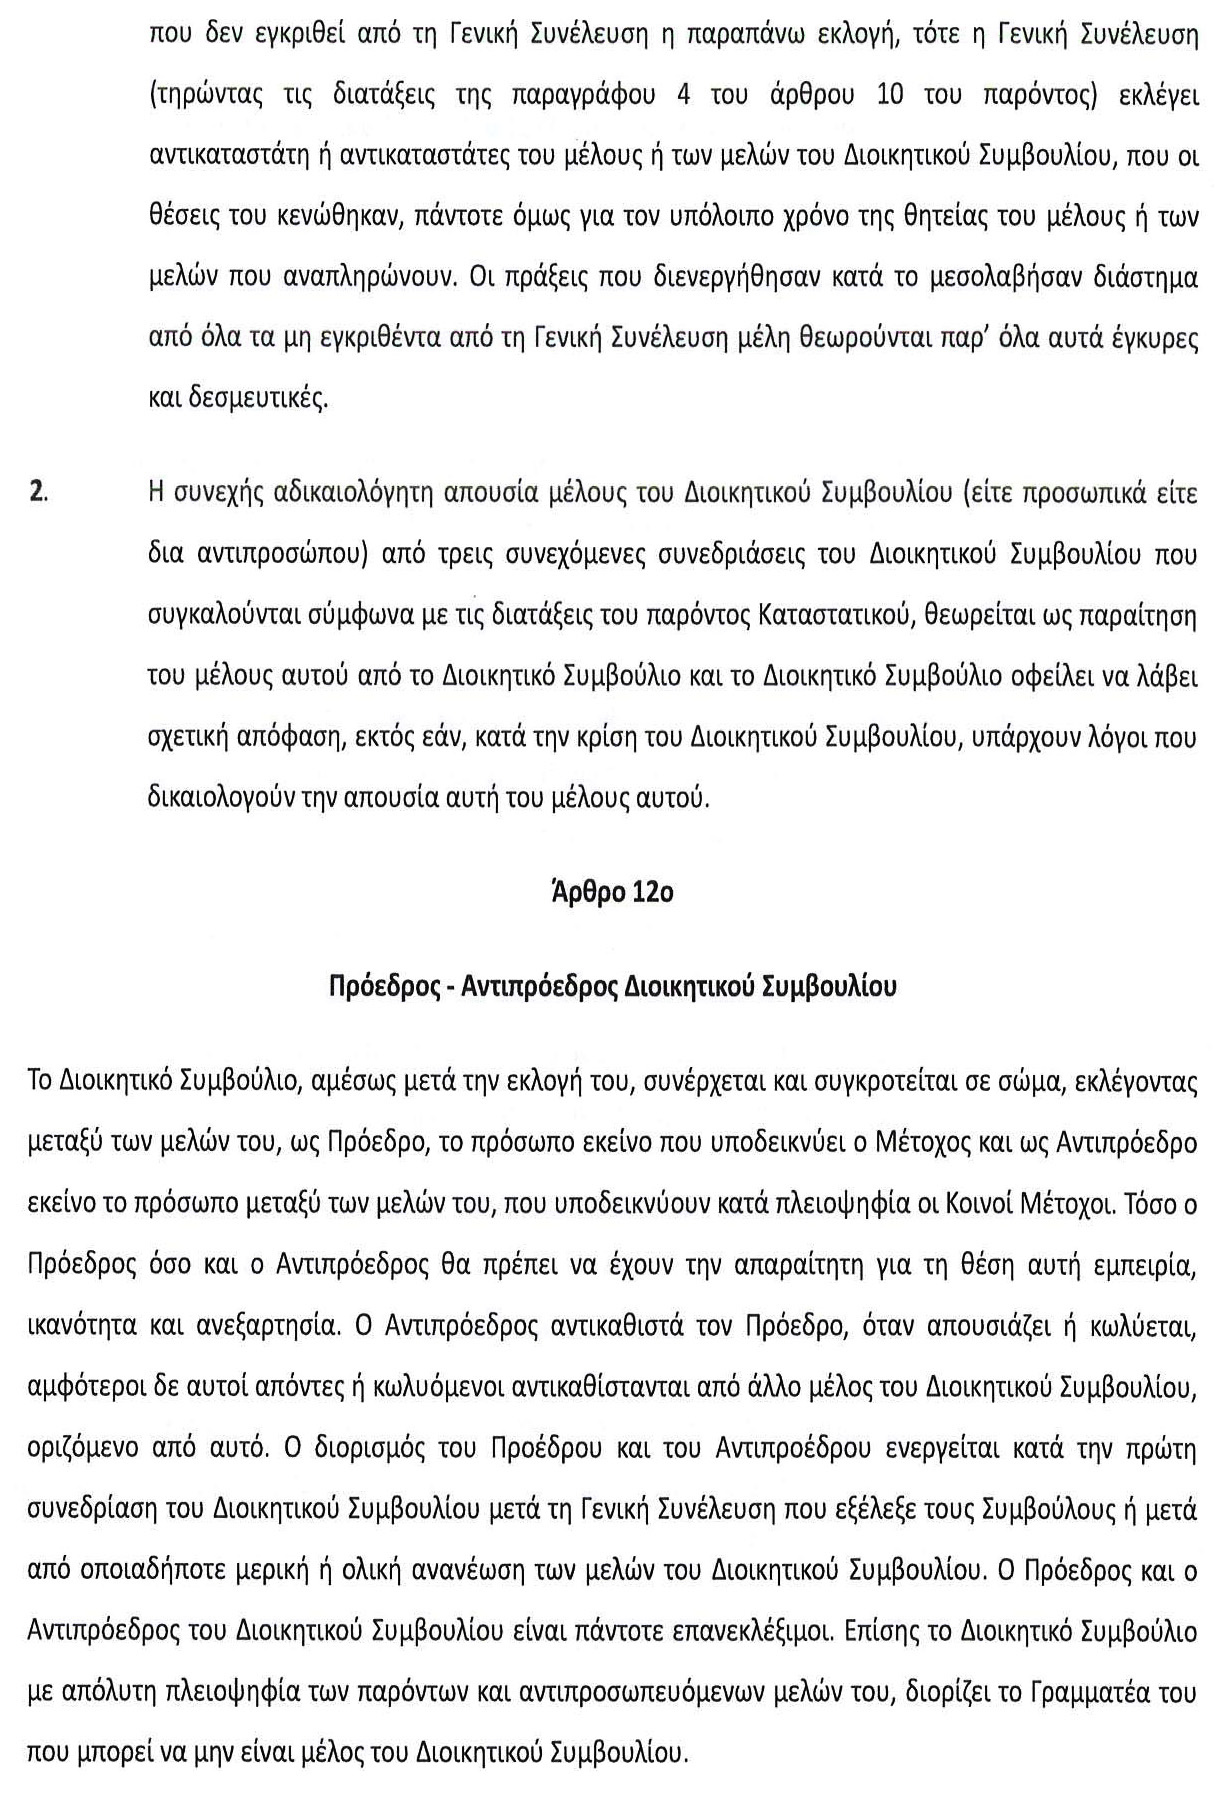 που δεν εγκριθεί από τη Γενική Συνέλευση η παραπάνω εκλογή, τότε η Γενική Συνέλευση
(τηρώντας τις διατάξεις της παραγράφου 4 του άρθρου 10 του παρόντος) εκλέγει
αντικαταστάτη ή αντικαταστάτες του μέλους ή των μελών του Διοικητικού Συμβουλίου, που οι
θέσεις του κενώθηκαν, πάντοτε όμως για τον υπόλοιπο χρόνο της θητείας του μέλους ή των
μελών που αναπληρώνουν. Οι πράξεις που διενεργήθησαν κατά το μεσολαβήσαν διάστημα
από όλα τα μη εγκριθέντα από τη Γενική Συνέλευση μέλη θεωρούνται παρ’ όλα αυτά έγκυρες
και δεσμευτικές.
2. Η συνεχής αδικαιολόγητη απουσία μέλους του Διοικητικού Συμβουλίου (είτε προσωπικά είτε
δια αντιπροσώπου) από τρεις συνεχόμενες συνεδριάσεις του Διοικητικού Συμβουλίου που
συγκαλούνται σύμφωνα με τις διατάξεις του παρόντος Καταστατικού, θεωρείται ως παραίτηση
του μέλους αυτού από το Διοικητικό Συμβούλιο και το Διοικητικό Συμβούλιο οφείλει να λάβει
σχετική απόφαση, εκτός εάν, κατά την κρίση του Διοικητικού Συμβουλίου, υπάρχουν λόγοι που
δικαιολογούν την απουσία αυτή του μέλους αυτού.
Άρθρο 12ο
Πρόεδρος - Αντιπρόεδρος Διοικητικού Συμβουλίου
Το Διοικητικό Συμβούλιο, αμέσως μετά την εκλογή του, συνέρχεται και συγκροτείται σε σώμα, εκλέγοντας
μεταξύ των μελών του, ως Πρόεδρο, το πρόσωπο εκείνο που υποδεικνύει ο Μέτοχος και ως Αντιπρόεδρο
εκείνο το πρόσωπο μεταξύ των μελών του, που υποδεικνύουν κατά πλειοψηφία οι Κοινοί Μέτοχοι. Τόσο ο
Πρόεδρος όσο και ο Αντιπρόεδρος θα πρέπει να έχουν την απαραίτητη για τη θέση αυτή εμπειρία,
ικανότητα και ανεξαρτησία. Ο Αντιπρόεδρος αντικαθιστά τον Πρόεδρο, όταν απουσιάζει ή κωλύεται,
αμφότεροι δε αυτοί απόντες ή κωλυόμενοι αντικαθίστανται από άλλο μέλος του Διοικητικού Συμβουλίου,
οριζόμενο από αυτό. Ο διορισμός του Προέδρου και του Αντιπροέδρου ενεργείται κατά την πρώτη
συνεδρίαση του Διοικητικού Συμβουλίου μετά τη Γενική Συνέλευση που εξέλεξε τους Συμβούλους ή μετά
από οποιαδήποτε μερική ή ολική ανανέωση των μελών του Διοικητικού Συμβουλίου. Ο Πρόεδρος και ο
Αντιπρόεδρος του Διοικητικού Συμβουλίου είναι πάντοτε επανεκλέξιμοι. Επίσης το Διοικητικό Συμβούλιο
με απόλυτη πλειοψηφία των παρόντων και αντιπροσωπευόμενων μελών του, διορίζει το Γραμματέα του
που μπορεί να μην είναι μέλος του Διοικητικού Συμβουλίου.